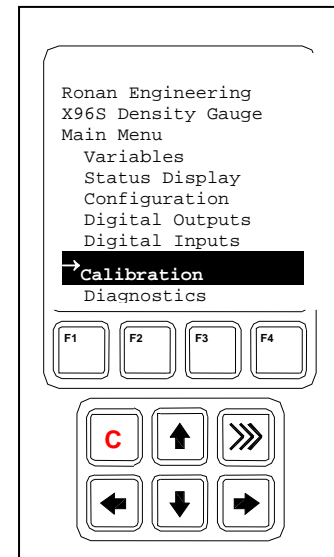 Ronan Engineering
X96S Density Gauge
Main Menu
Variables
Status Display
Configuration
Digital Outputs
Digital Inputs
→Calibration
Diagnostics
F1 F2 F3 F4
C